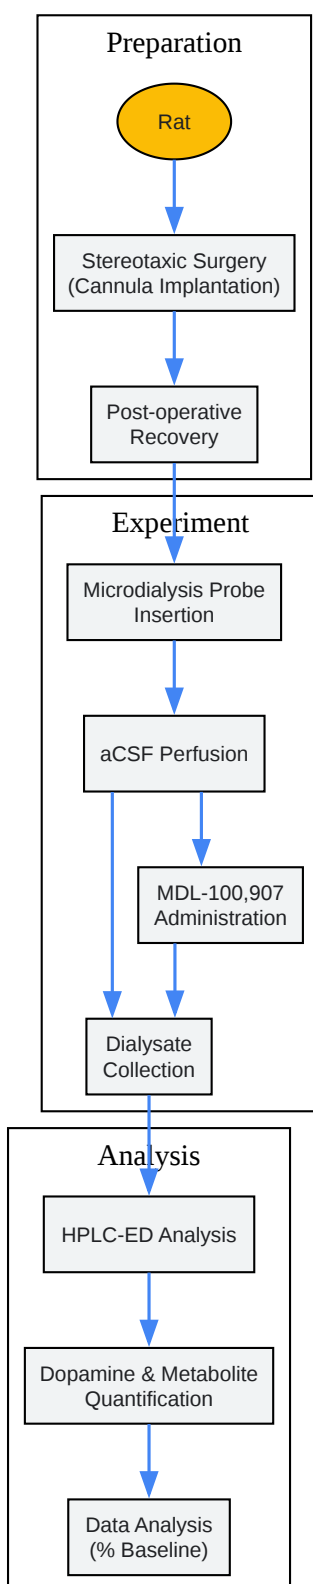 Preparation
Rat
Stereotaxic Surgery
(Cannula Implantation)
Post-operative
Recovery
Experiment
Microdialysis Probe
Insertion
aCSF Perfusion
MDL-100,907
Administration
Dialysate
Collection
Analysis
HPLC-ED Analysis
Dopamine & Metabolite
Quantification
Data Analysis
(% Baseline)